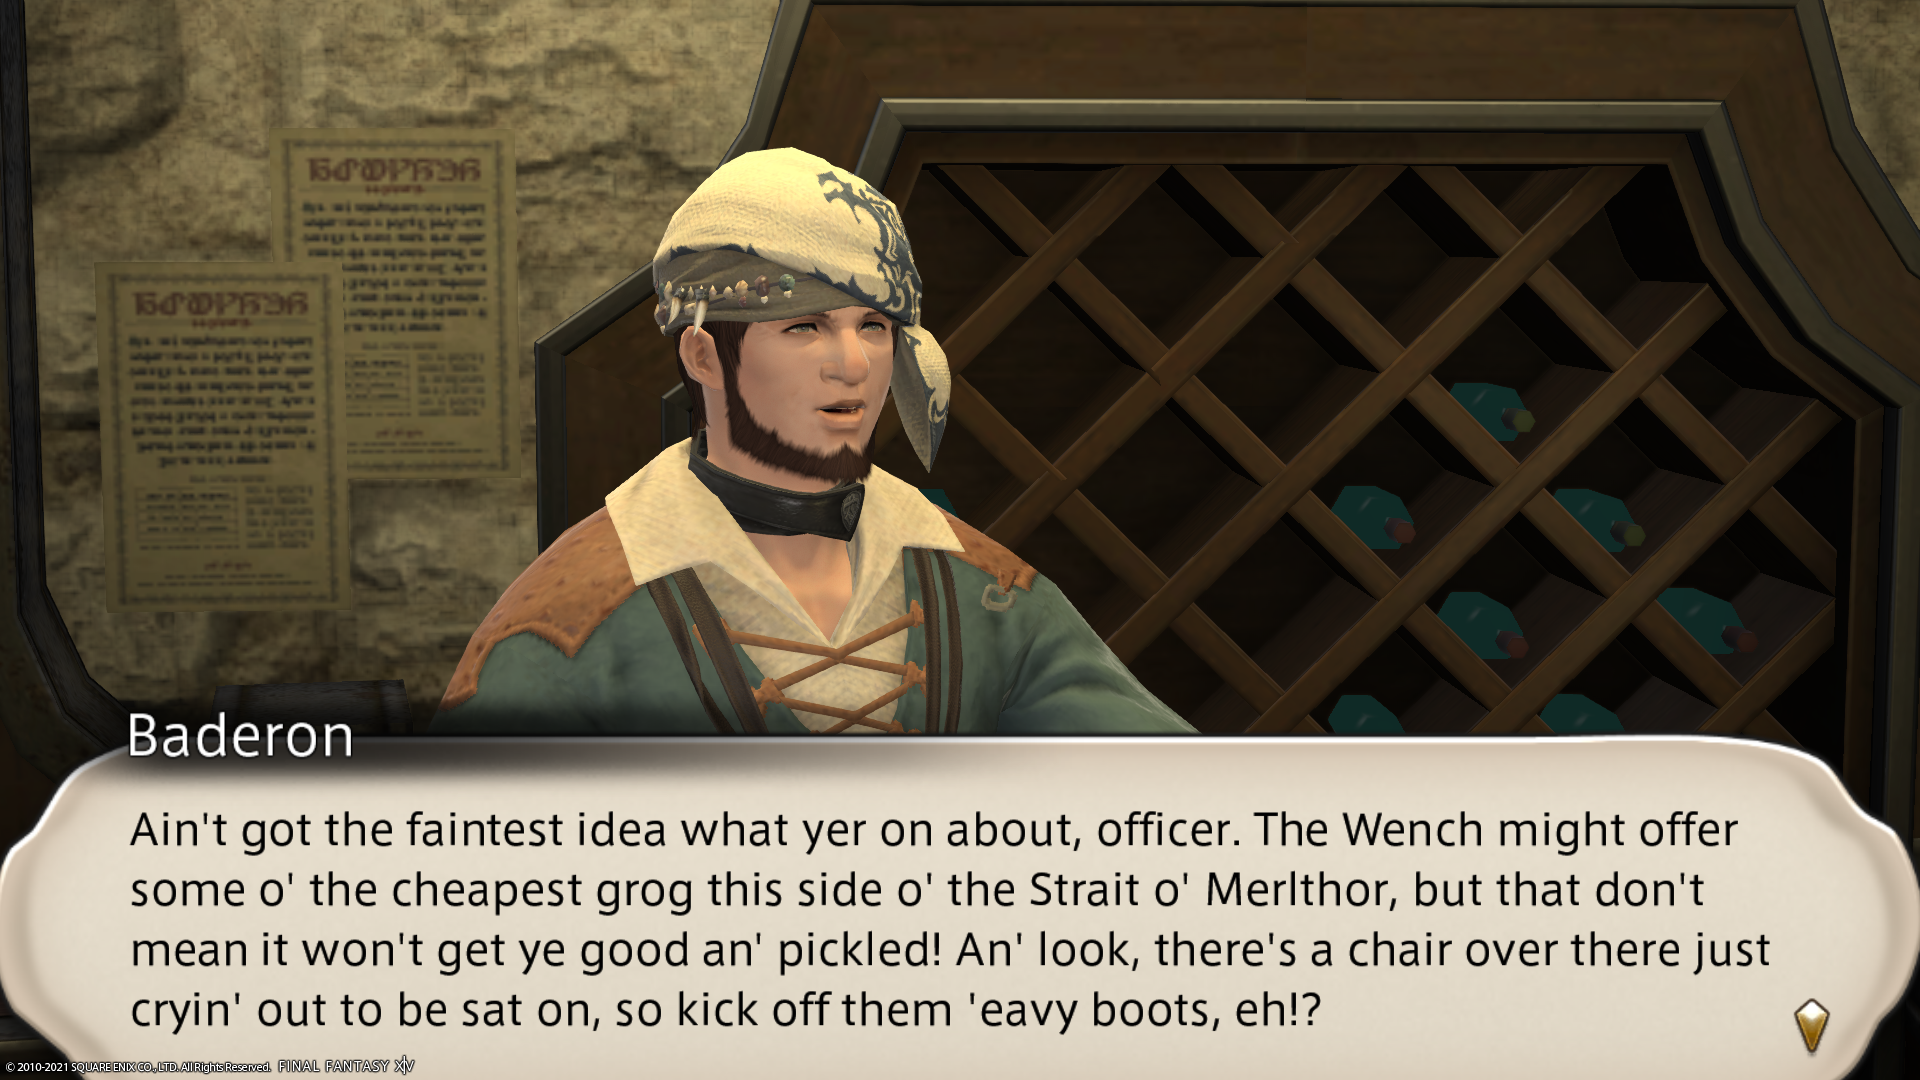 Baderon
Ain't got the faintest idea what yer on about, officer. The Wench might offer
some o' the cheapest grog this side o' the Strait o' Merlthor, but that don't
mean it won't get ye good an' pickled! An' look, there's a chair over there just
cryin' out to be sat on, so kick off them 'eavy boots, eh!?
© 2010-2021 SQUARE ENIX CO., LTD. All Rights Reserved. FINAL FANTASY XIV